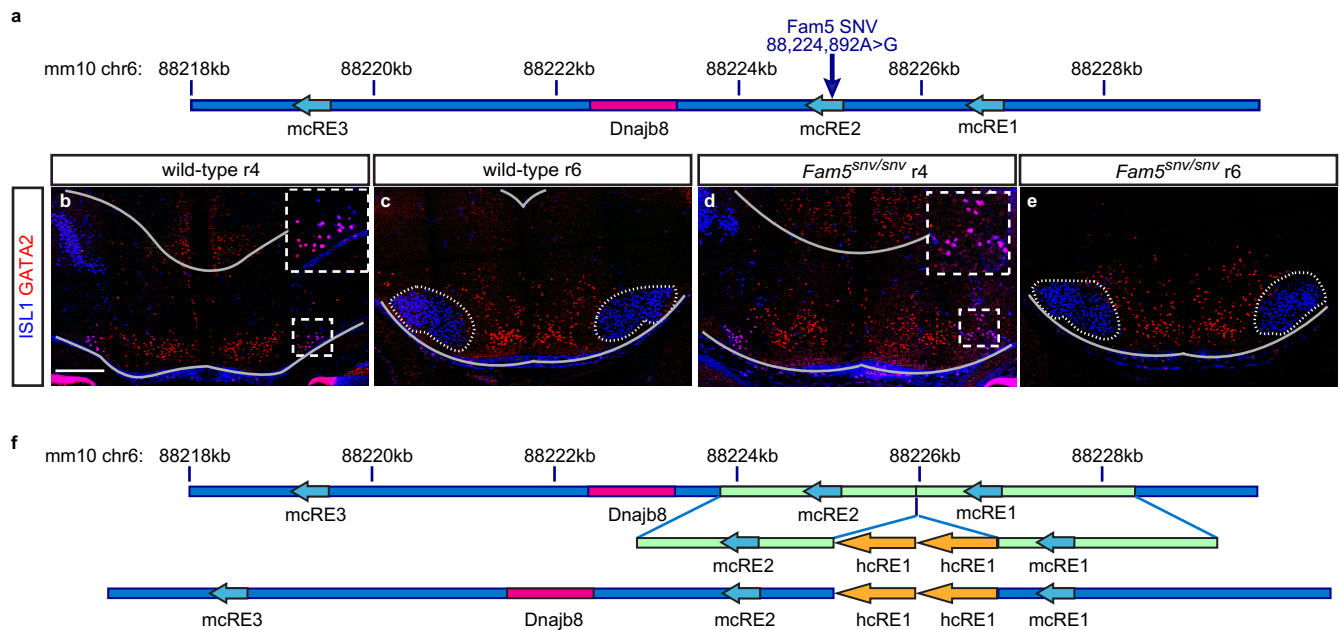 a
Fam5 SNV
88,224,892A>G
mm10 chr6: 88218kb 88220kb 88222kb 88224kb 88226kb 88228kb
mcRE3 Dnajb8 mcRE2 mcRE1
wild-type r4 wild-type r6 Fam5snv/snv r4 Fam5snv/snv r6
ISL1 GATA2
b c d e
f
mm10 chr6: 88218kb 88220kb 88222kb 88224kb 88226kb 88228kb
mcRE3 Dnajb8 mcRE2 mcRE1
mcRE2 hcRE1 hcRE1 mcRE1
mcRE3 Dnajb8 mcRE2 hcRE1 hcRE1 mcRE1